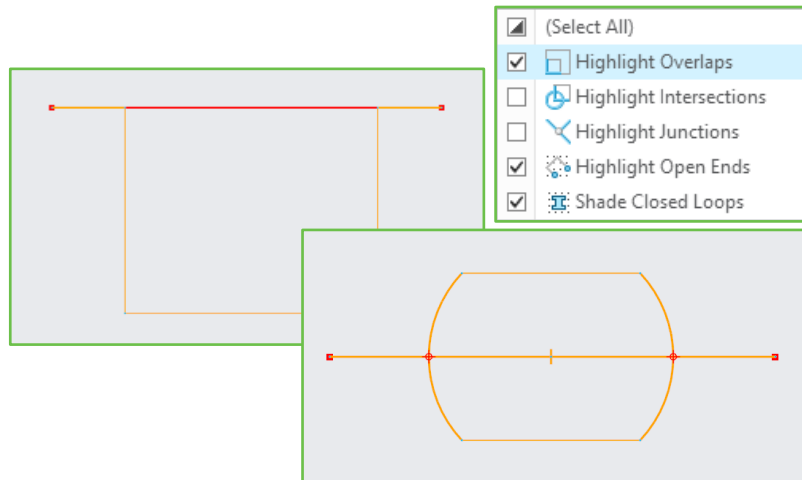 (Select All)
Highlight Overlaps
Highlight Intersections
Highlight Junctions
Highlight Open Ends
Shade Closed Loops